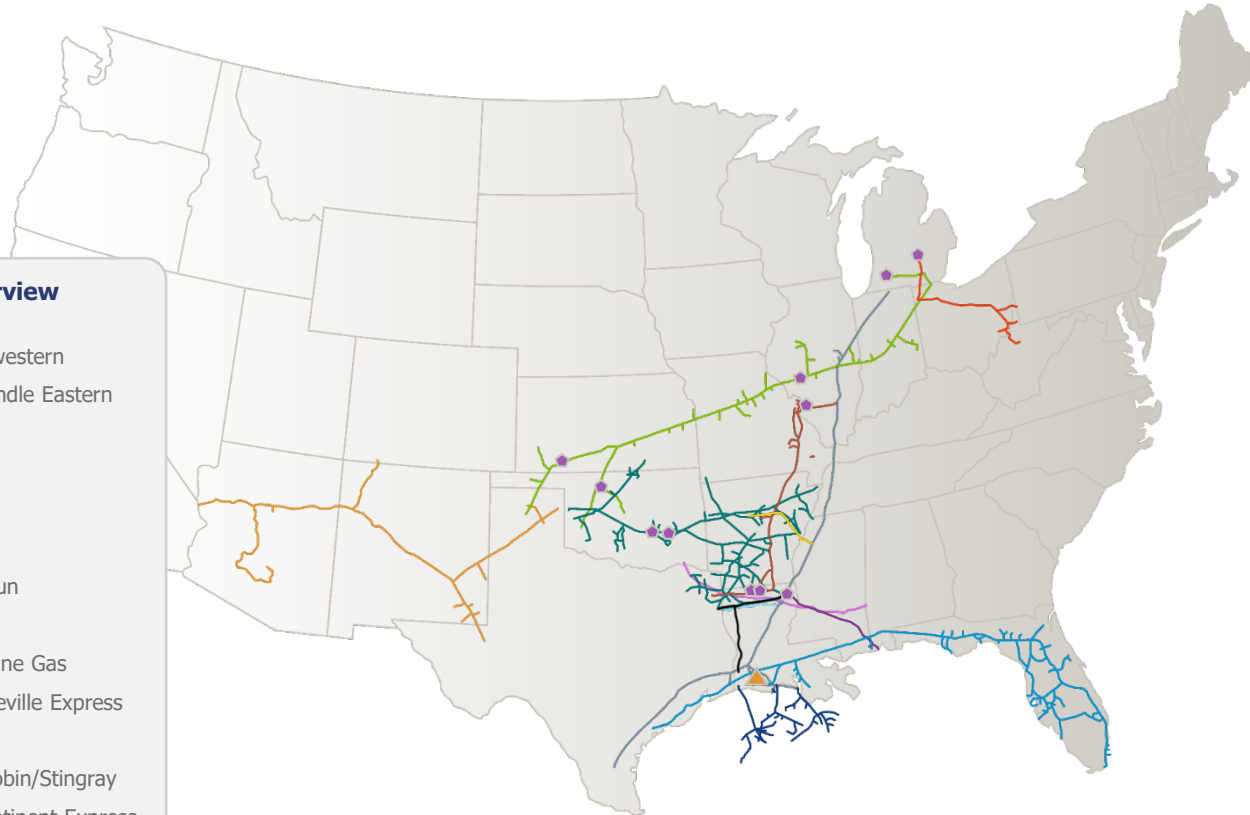 rview
western
ndle Eastern
un
ne Gas
eville Express
bin/Stingray